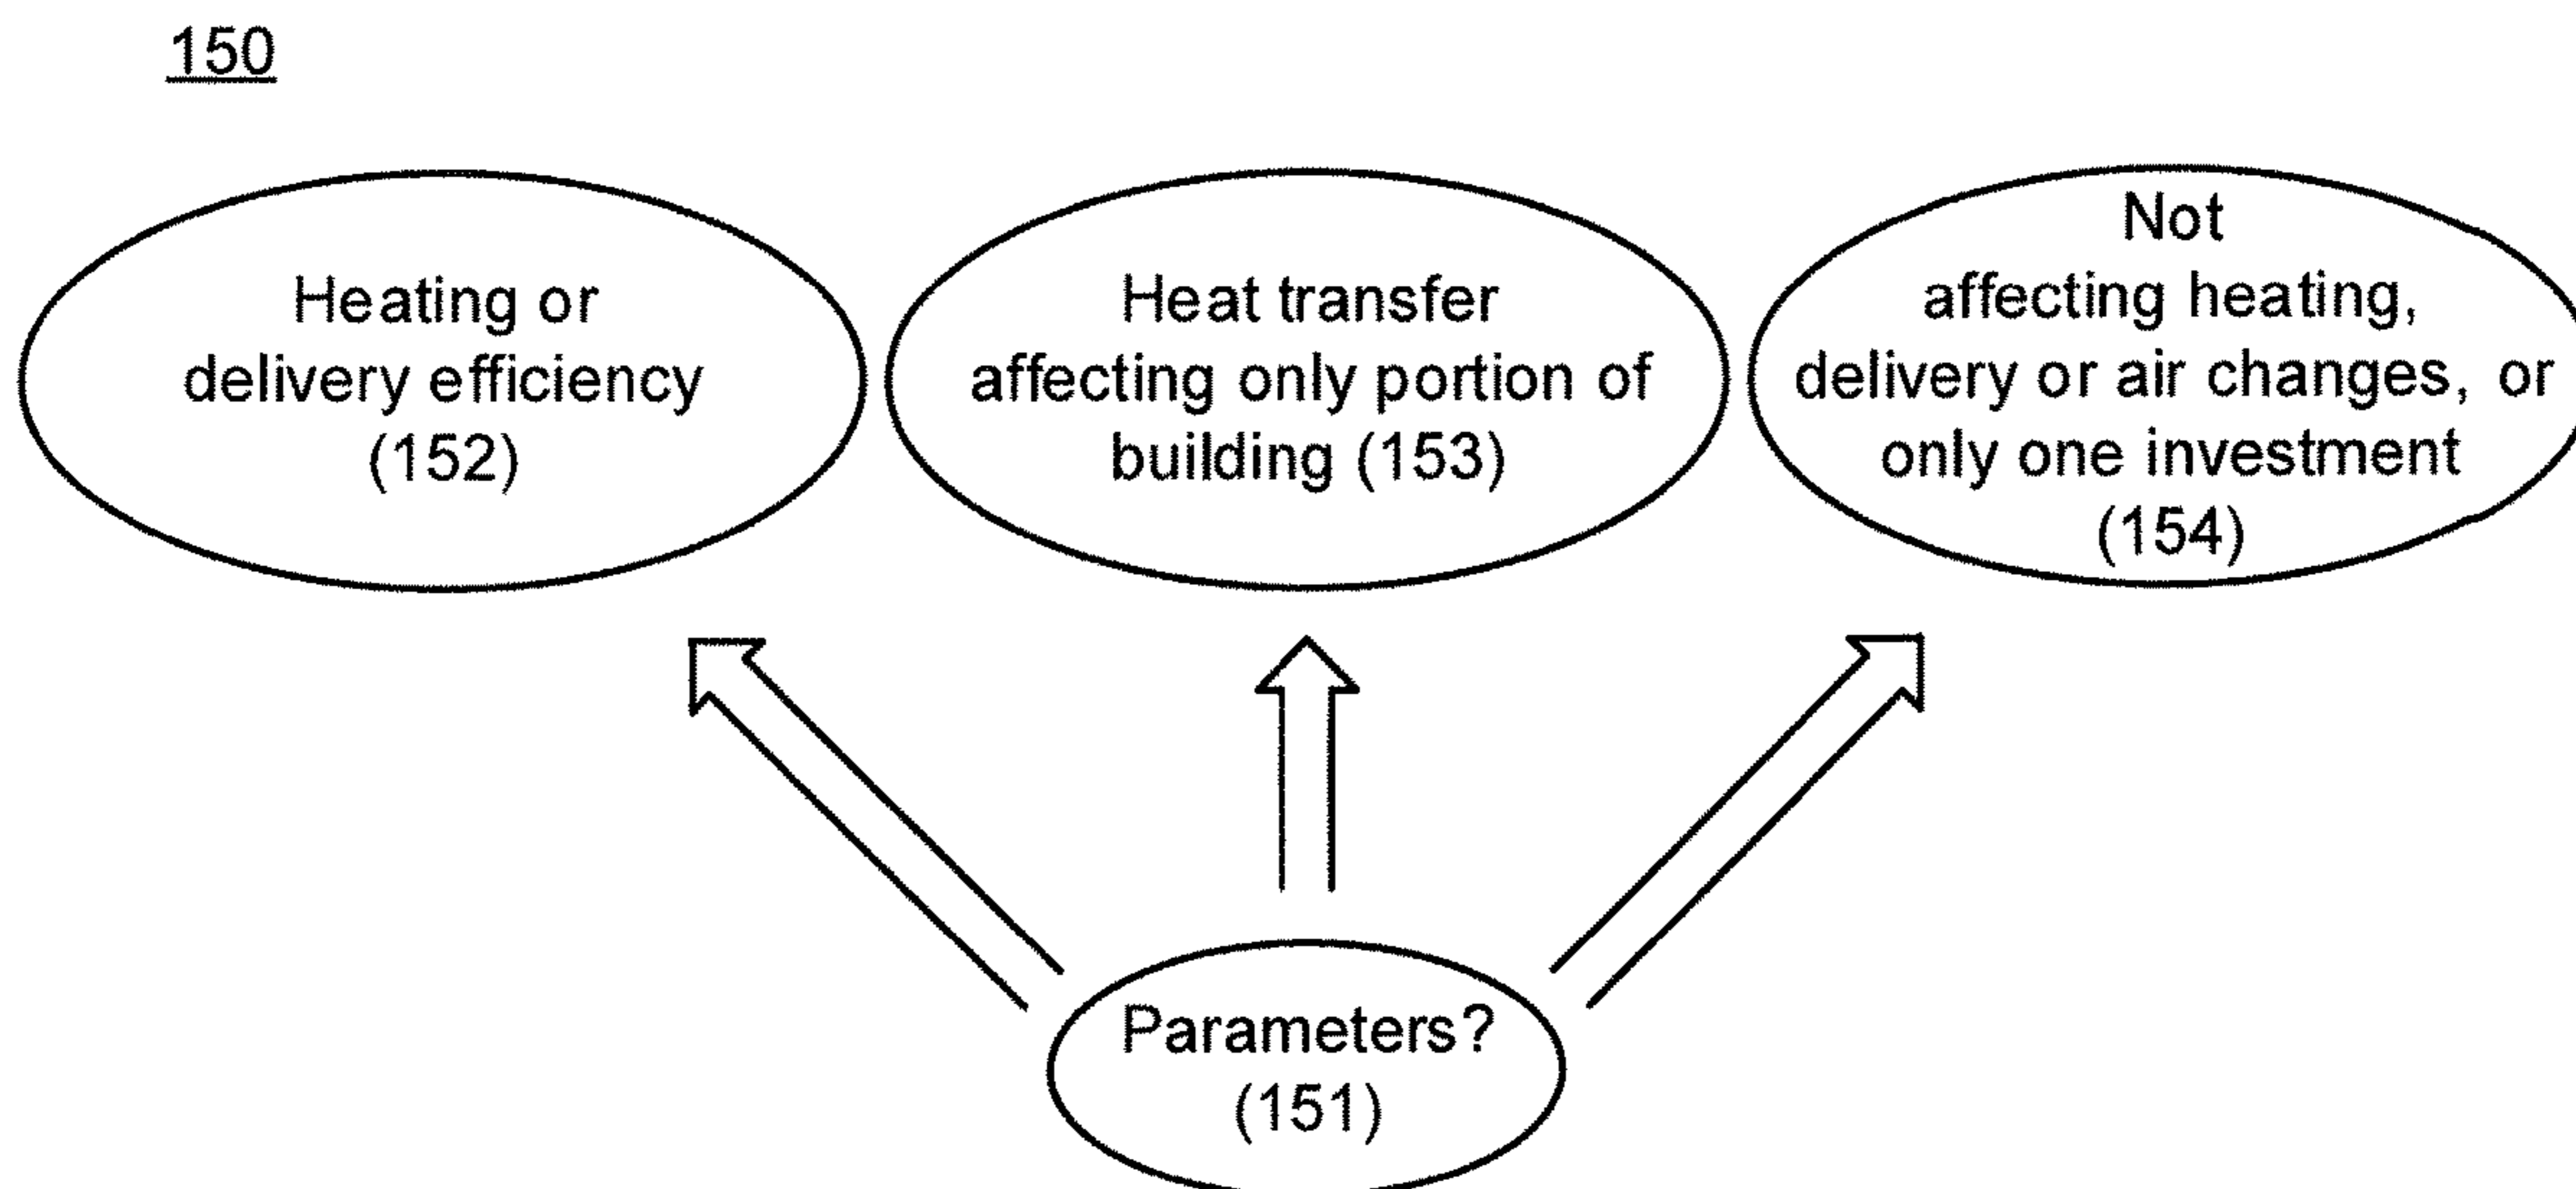 150
Heating or
delivery efficiency
(152)
Heat transfer
affecting only portion of
building (153)
Not
affecting heating,
delivery or air changes, or
only one investment
(154)
Parameters?
(151)